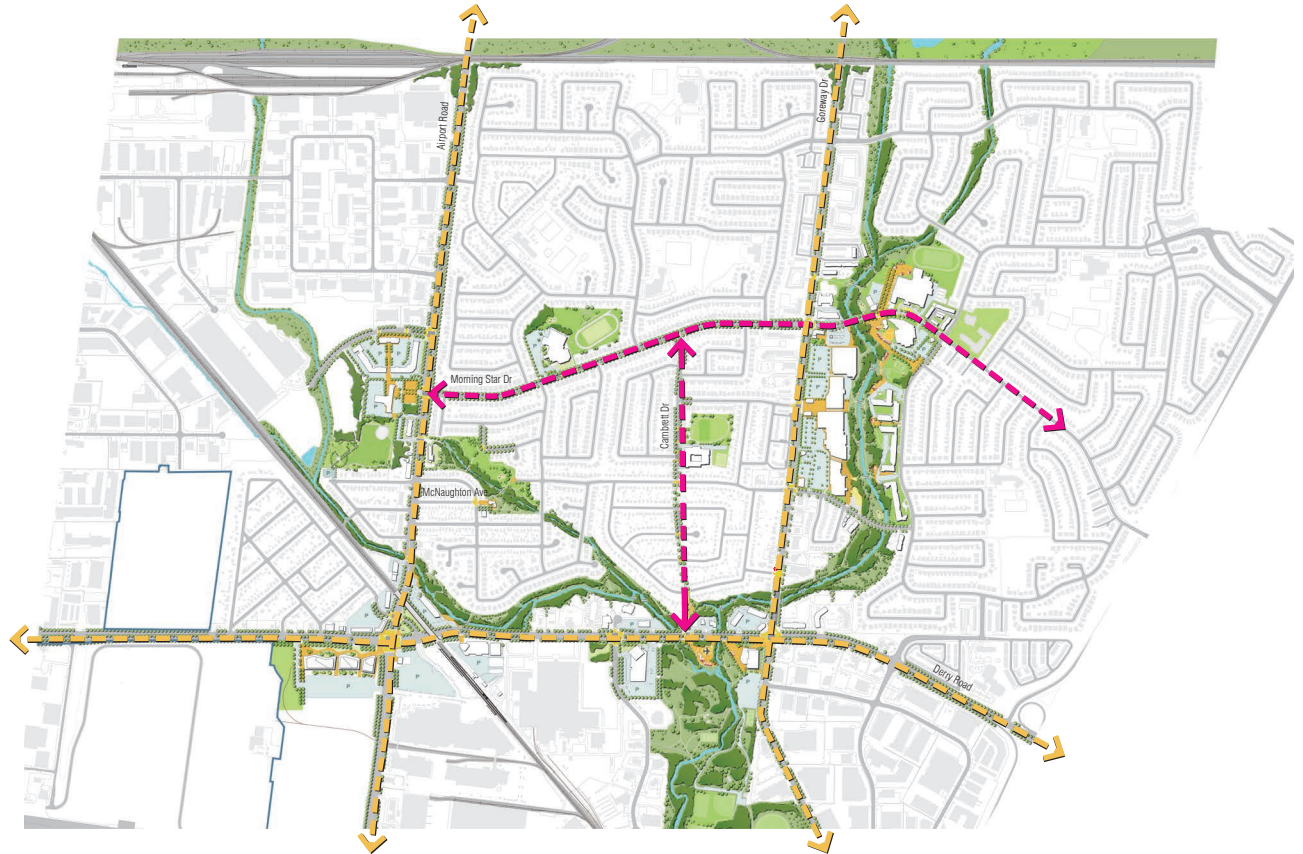 Airport Road
Goreway Dr
Morning Star Dr
Cambrett Dr
McNaughton Ave
Derry Road
P
P
P
P
P
P
P